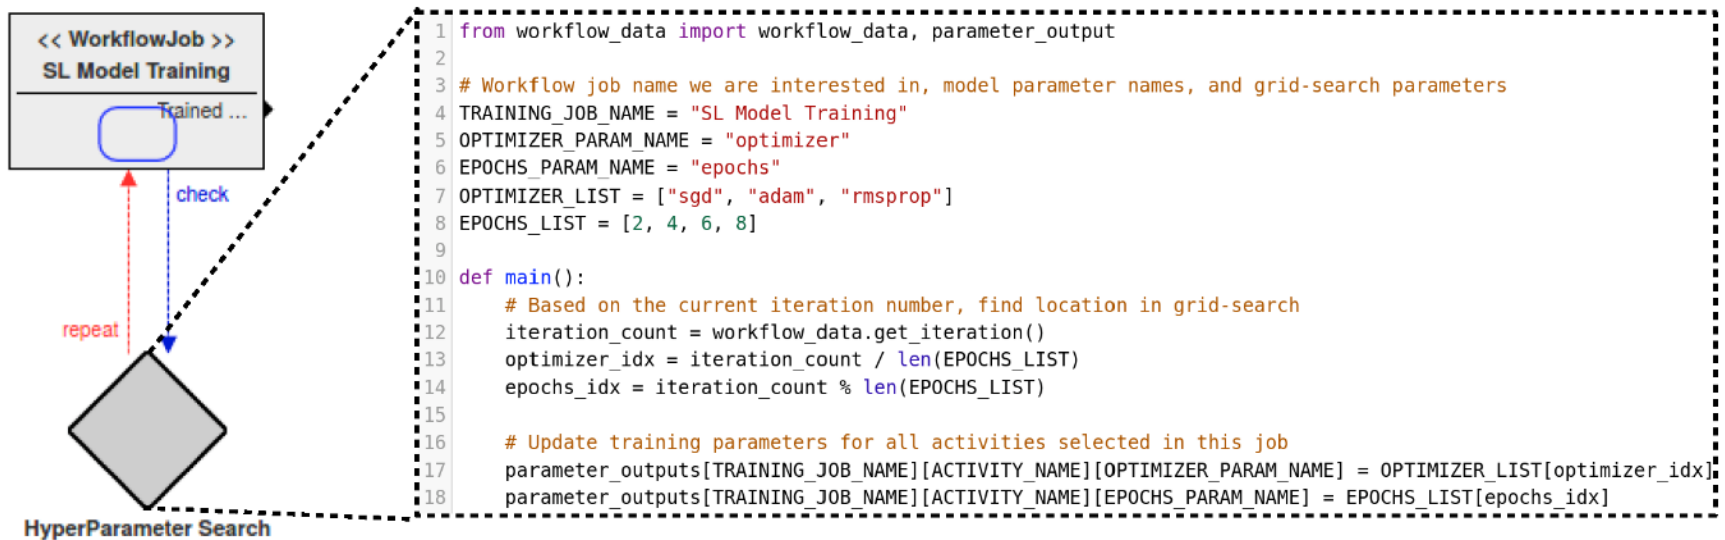 << WorkflowJob >>
SL Model Training
Trained ...
check
repeat
HyperParameter Search
1 from workflow_data import workflow_data, parameter_output
2
3 # Workflow job name we are interested in, model parameter names, and grid-search parameters
4 TRAINING_JOB_NAME = "SL Model Training"
5 OPTIMIZER_PARAM_NAME = "optimizer"
6 EPOCHS_PARAM_NAME = "epochs"
7 OPTIMIZER_LIST = ["sgd", "adam", "rmsprop"]
8 EPOCHS_LIST = [2, 4, 6, 8]
9
10 def main():
11     # Based on the current iteration number, find location in grid-search
12     iteration_count = workflow_data.get_iteration()
13     optimizer_idx = iteration_count / len(EPOCHS_LIST)
14     epochs_idx = iteration_count % len(EPOCHS_LIST)
15
16     # Update training parameters for all activities selected in this job
17     parameter_outputs[TRAINING_JOB_NAME][ACTIVITY_NAME][OPTIMIZER_PARAM_NAME] = OPTIMIZER_LIST[optimizer_idx]
18     parameter_outputs[TRAINING_JOB_NAME][ACTIVITY_NAME][EPOCHS_PARAM_NAME] = EPOCHS_LIST[epochs_idx]